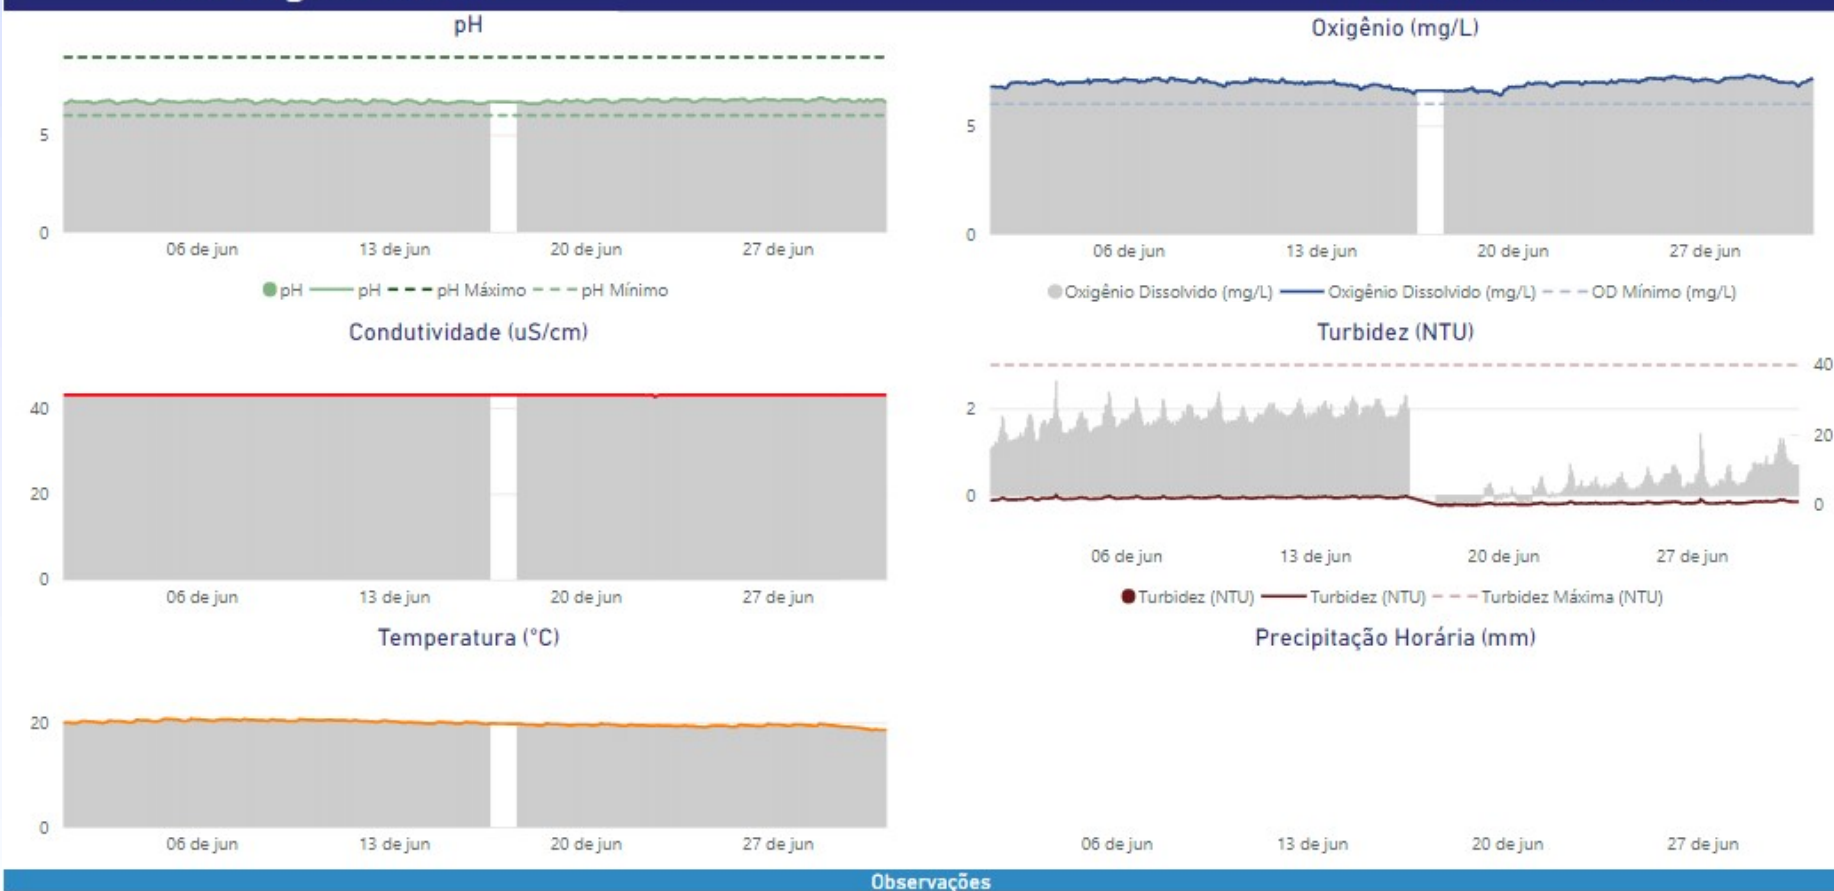 pH
5
0
06 de jun 13 de jun 20 de jun 27 de jun
pH pH pH Máximo pH Mínimo
Oxigênio (mg/L)
5
0
06 de jun 13 de jun 20 de jun 27 de jun
Oxigênio Dissolvido (mg/L) Oxigênio Dissolvido (mg/L) OD Mínimo (mg/L)
Condutividade (uS/cm)
40
20
0
06 de jun 13 de jun 20 de jun 27 de jun
Turbidez (NTU)
40
2
20
0
0
06 de jun 13 de jun 20 de jun 27 de jun
Turbidez (NTU) Turbidez (NTU) Turbidez Máxima (NTU)
Temperatura (°C)
20
0
06 de jun 13 de jun 20 de jun 27 de jun
Precipitação Horária (mm)
06 de jun 13 de jun 20 de jun 27 de jun
Observações